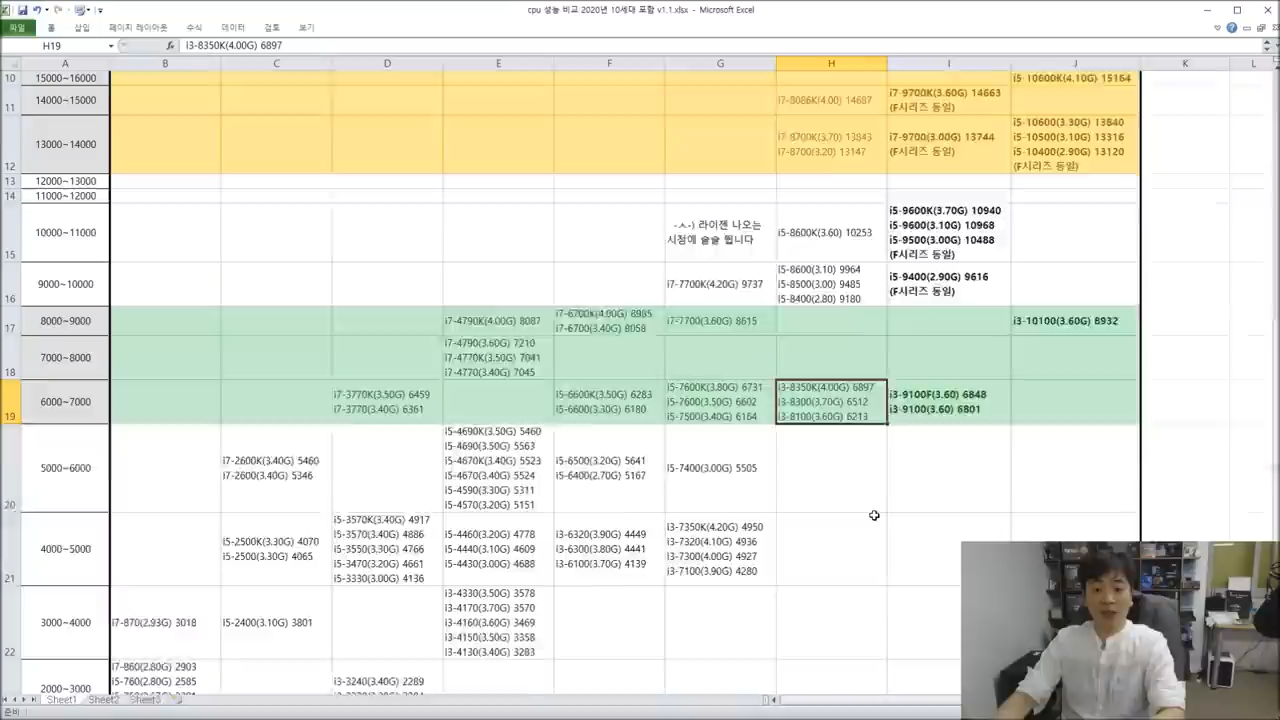 cpu 성능 비교 2020년 10세대 포함 v1.1.xlsx - Microsoft Excel
파일 홈 삽입 페이지 레이아웃 수식 데이터 검토 보기
H19 fx i3-8350K(4.00G) 6897
A B C D E F G H I J K L
10 15000~16000 i5-10600K(4.10G) 15164
11 14000~15000 i7-8086K(4.00) 14687
i7-9700K(3.60G) 14663
(F시리즈 동일)
12 13000~14000 i7-8700K(3.70) 13843
i7-8700(3.20) 13147
i7-9700(3.00G) 13744
(F시리즈 동일)
i5-10600(3.30G) 13840
i5-10500(3.10G) 13316
i5-10400(2.90G) 13120
(F시리즈 동일)
13 12000~13000
14 11000~12000
15 10000~11000
-ㅅ-) 라이젠 나오는
시점에 슬슬 뜁니다
i5-8600K(3.60) 10253
i5-9600K(3.70G) 10940
i5-9600(3.10G) 10968
i5-9500(3.00G) 10488
(F시리즈 동일)
16 9000~10000 i7-7700K(4.20G) 9737
i5-8600(3.10) 9964
i5-8500(3.00) 9485
i5-8400(2.80) 9180
i5-9400(2.90G) 9616
(F시리즈 동일)
17 8000~9000 i7-4790K(4.00G) 8087
i7-6700K(4.00G) 8985
i7-6700(3.40G) 8058
i7-7700(3.60G) 8615
i3-10100(3.60G) 8932
18 7000~8000
i7-4790(3.60G) 7210
i7-4770K(3.50G) 7041
i7-4770(3.40G) 7045
19 6000~7000
i7-3770K(3.50G) 6459
i7-3770(3.40G) 6361
i5-6600K(3.50G) 6283
i5-6600(3.30G) 6180
i5-7600K(3.80G) 6731
i5-7600(3.50G) 6602
i5-7500(3.40G) 6164
i3-8350K(4.00G) 6897
i3-8300(3.70G) 6512
i3-8100(3.60G) 6213
i3-9100F(3.60) 6848
i3-9100(3.60) 6801
20 5000~6000
i7-2600K(3.40G) 5460
i7-2600(3.40G) 5346
i5-4690K(3.50G) 5460
i5-4690(3.50G) 5563
i5-4670K(3.40G) 5523
i5-4670(3.40G) 5524
i5-4590(3.30G) 5311
i5-4570(3.20G) 5151
i5-6500(3.20G) 5641
i5-6400(2.70G) 5167
i5-7400(3.00G) 5505
21 4000~5000
i5-2500K(3.30G) 4070
i5-2500(3.30G) 4065
i5-3570K(3.40G) 4917
i5-3570(3.40G) 4886
i5-3550(3.30G) 4766
i5-3470(3.20G) 4661
i5-3330(3.00G) 4136
i5-4460(3.20G) 4778
i5-4440(3.10G) 4609
i5-4430(3.00G) 4688
i3-6320(3.90G) 4449
i3-6300(3.80G) 4441
i3-6100(3.70G) 4139
i3-7350K(4.20G) 4950
i3-7320(4.10G) 4936
i3-7300(4.00G) 4927
i3-7100(3.90G) 4280
22 3000~4000
i7-870(2.93G) 3018
i5-2400(3.10G) 3801
i3-4330(3.50G) 3578
i3-4170(3.70G) 3570
i3-4160(3.60G) 3469
i3-4150(3.50G) 3358
i3-4130(3.40G) 3283
2000~3000
i7-860(2.80G) 2903
i5-760(2.80G) 2585
i3-3240(3.40G) 2289
Sheet1 Sheet2 Sheet3
준비